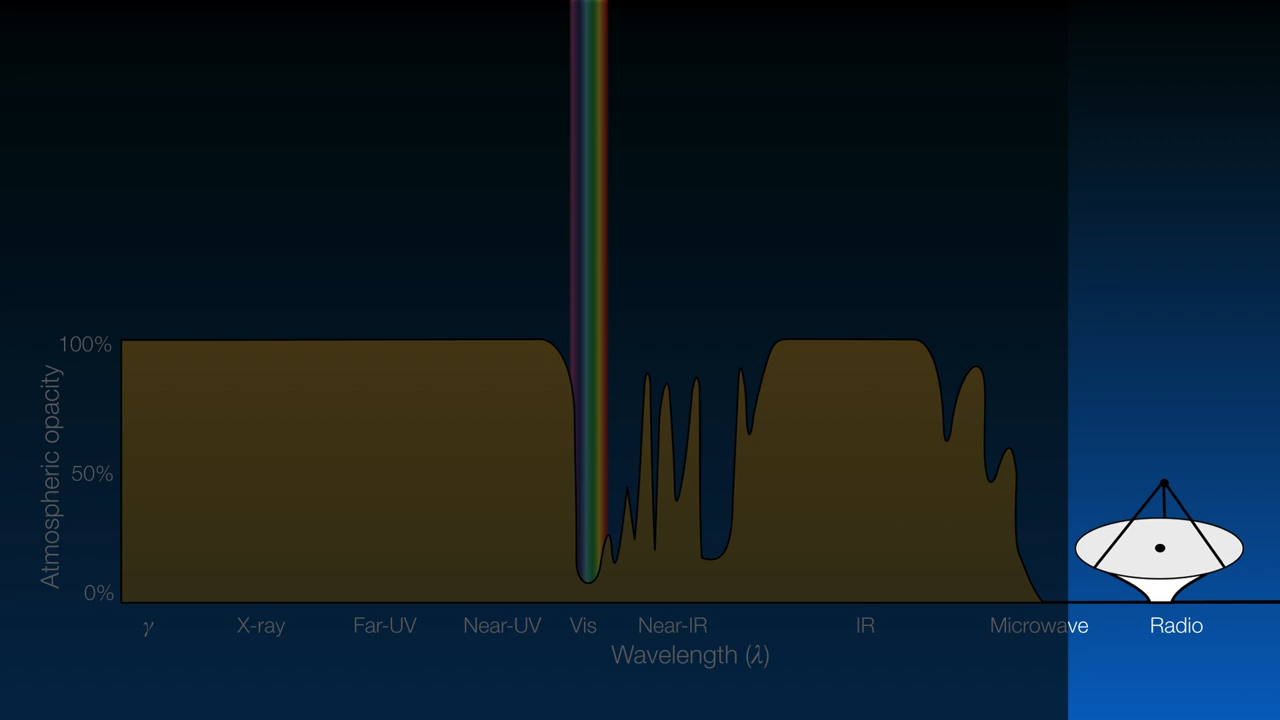 100%
Atmospheric opacity
50%
0%
γ X-ray Far-UV Near-UV Vis Near-IR IR Microwave Radio
Wavelength (λ)